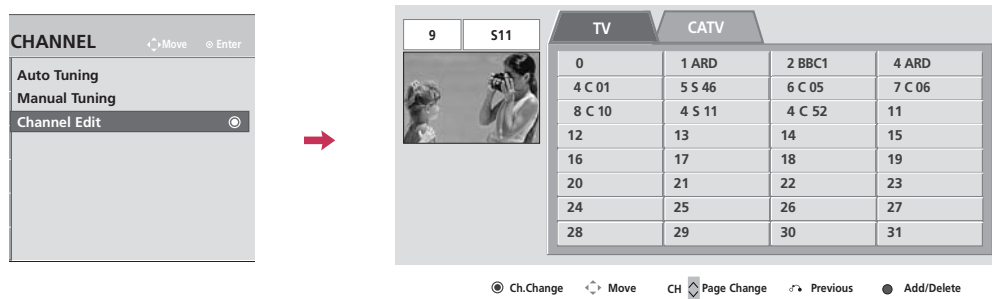 CHANNEL Move Enter
Auto Tuning
Manual Tuning
Channel Edit
9 S11
TV CATV
0 1 ARD 2 BBC1 4 ARD
4 C 01 5 S 46 6 C 05 7 C 06
8 C 10 4 S 11 4 C 52 11
12 13 14 15
16 17 18 19
20 21 22 23
24 25 26 27
28 29 30 31
Ch.Change Move CH Page Change Previous Add/Delete